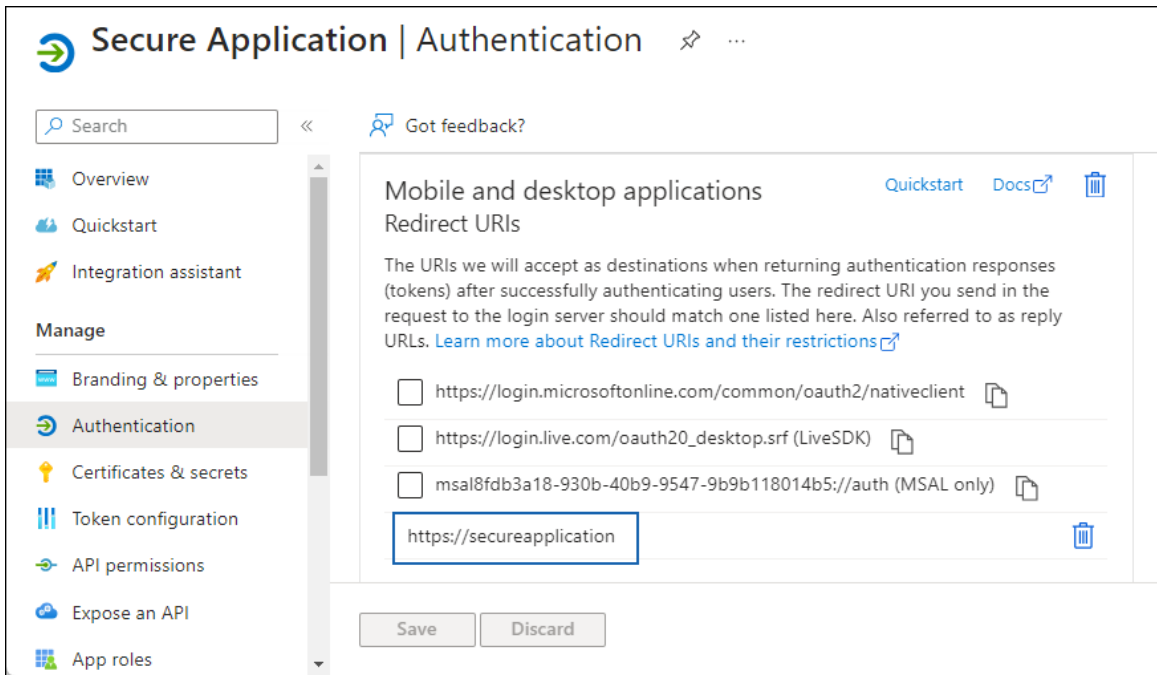 Secure Application | Authentication
Search
Got feedback?
Overview
Quickstart
Integration assistant
Manage
Branding & properties
Authentication
Certificates & secrets
Token configuration
API permissions
Expose an API
App roles
Mobile and desktop applications
Quickstart
Docs
Redirect URIs
The URIs we will accept as destinations when returning authentication responses
(tokens) after successfully authenticating users. The redirect URI you send in the
request to the login server should match one listed here. Also referred to as reply
URLs. Learn more about Redirect URIs and their restrictions
https://login.microsoftonline.com/common/oauth2/nativeclient
https://login.live.com/oauth20_desktop.srf (LiveSDK)
msal8fdb3a18-930b-40b9-9547-9b9b118014b5://auth (MSAL only)
https://secureapplication
Save
Discard